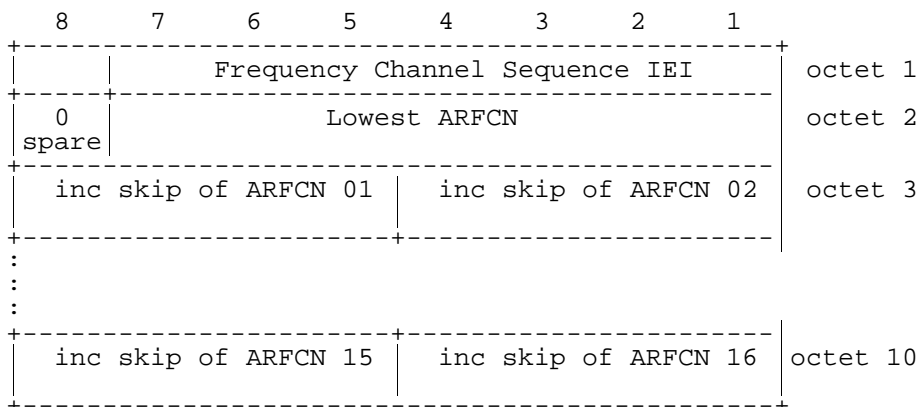 8 7 6 5 4 3 2 1
Frequency Channel Sequence IEI octet 1
0 Lowest ARFCN octet 2
spare
inc skip of ARFCN 01 inc skip of ARFCN 02 octet 3
:
:
:
inc skip of ARFCN 15 inc skip of ARFCN 16 octet 10